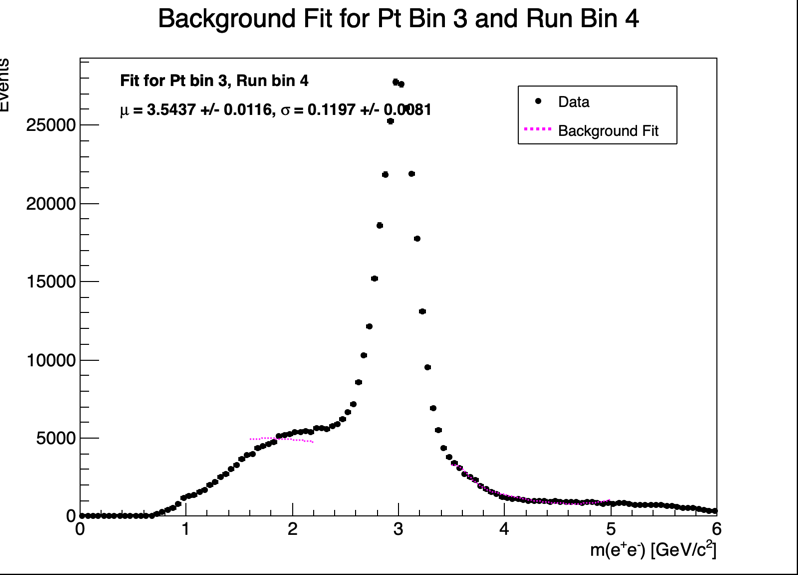 Background Fit for Pt Bin 3 and Run Bin 4
Events
Fit for Pt bin 3, Run bin 4
μ = 3.5437 +/- 0.0116, σ = 0.1197 +/- 0.0081
Data
Background Fit
25000
20000
15000
10000
5000
0
0 1 2 3 4 5 6
m(e⁺e⁻) [GeV/c²]